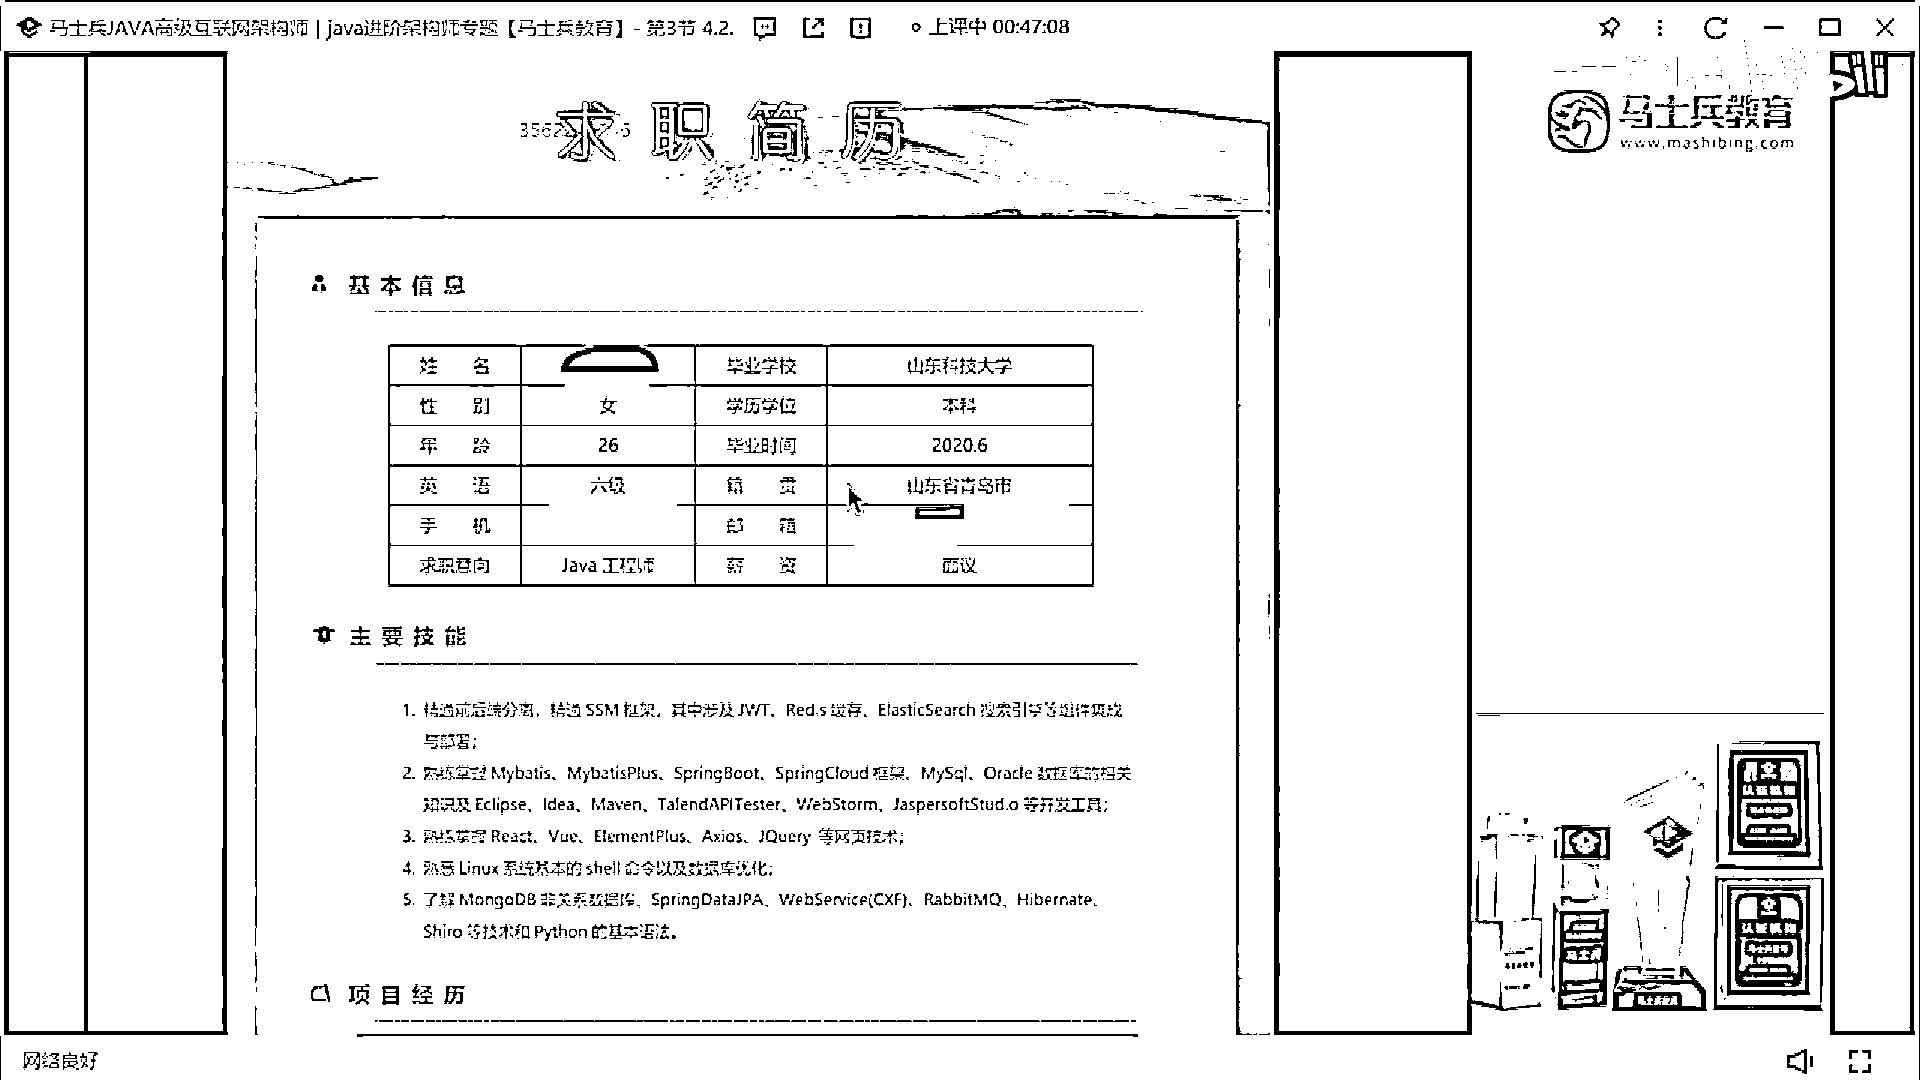 马士兵JAVA高级互联网架构师 | java进阶架构师专题【马士兵教育】- 第3节 4.2. 上课中 00:47:08
求职简历
马士兵教育
www.mashibing.com
基本信息
姓 名 毕业学校 山东科技大学
性 别 女 学历学位 本科
年 龄 26 毕业时间 2020.6
英 语 六级 籍 贯 山东省青岛市
手 机 邮 箱
求职意向 Java 工程师 薪 资 面议
主要技能
1. 精通前后端分离，精通 SSM 框架，其中涉及 JWT、Redis 缓存、ElasticSearch 搜索引擎等组件集成
与部署；
2. 熟练掌握 Mybatis、MybatisPlus、SpringBoot、SpringCloud 框架、MySql、Oracle 数据库的相关
知识及 Eclipse、Idea、Maven、TalendAPITester、WebStorm、JaspersoftStudio 等开发工具；
3. 熟练掌握 React、Vue、ElementPlus、Axios、JQuery 等网页技术；
4. 熟悉 Linux 系统基本的 shell 命令以及数据库优化；
5. 了解 MongoDB 非关系数据库、SpringDataJPA、WebService(CXF)、RabbitMQ、Hibernate、
Shiro 等技术和 Python 的基本语法。
项目经历
网络良好